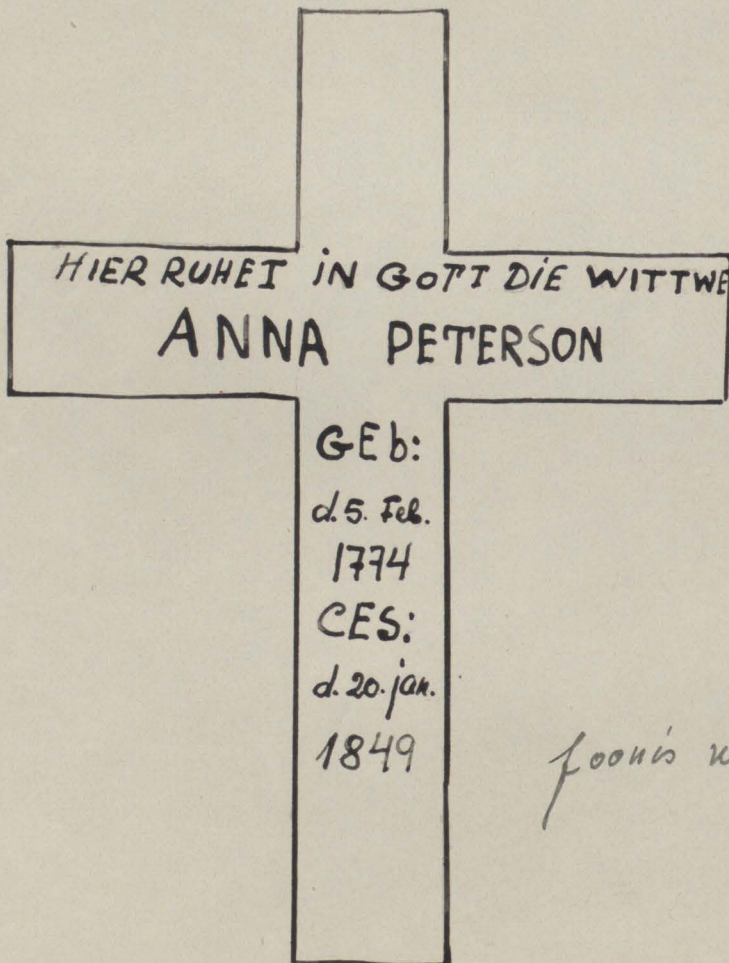 HIER RUHET IN GOTT DIE WITTWE
ANNA PETERSON
GEb:
d. 5. Feb.
1774
CES:
d. 20. jan.
1849